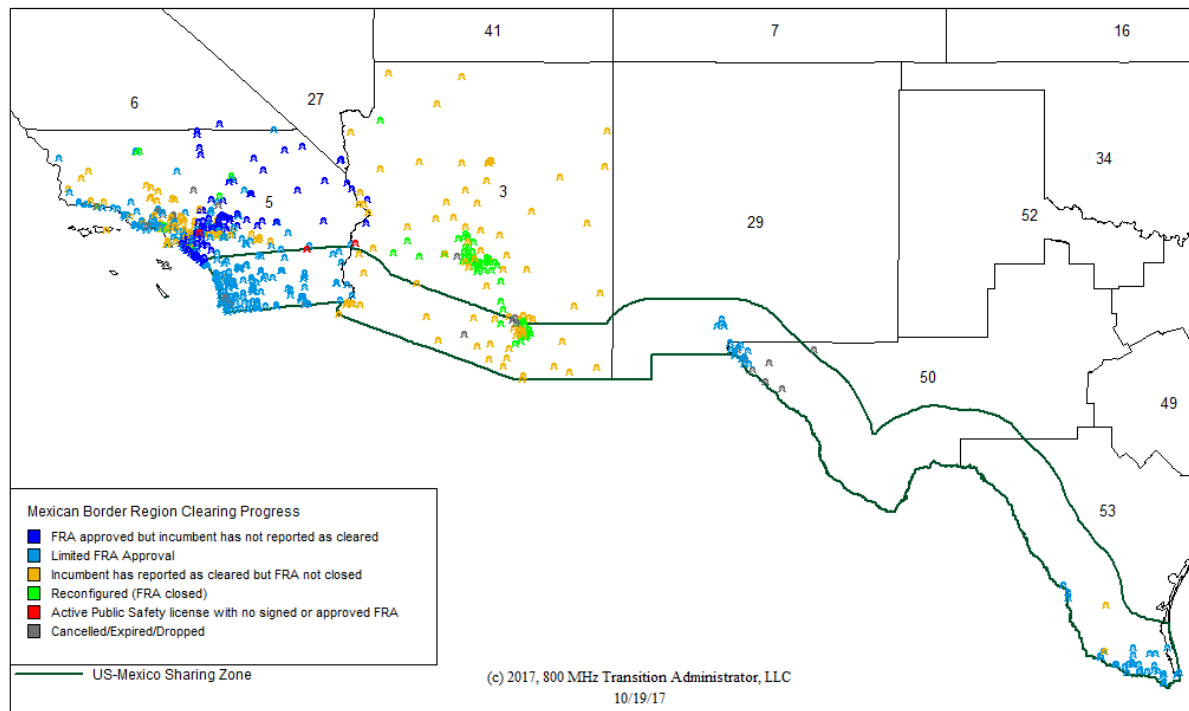 41
7
16
6
27
34
3
5
52
29
50
49
53
Mexican Border Region Clearing Progress
FRA approved but incumbent has not reported as cleared
Limited FRA Approval
Incumbent has reported as cleared but FRA not closed
Reconfigured (FRA closed)
Active Public Safety license with no signed or approved FRA
Cancelled/Expired/Dropped
US-Mexico Sharing Zone
(c) 2017, 800 MHz Transition Administrator, LLC
10/19/17